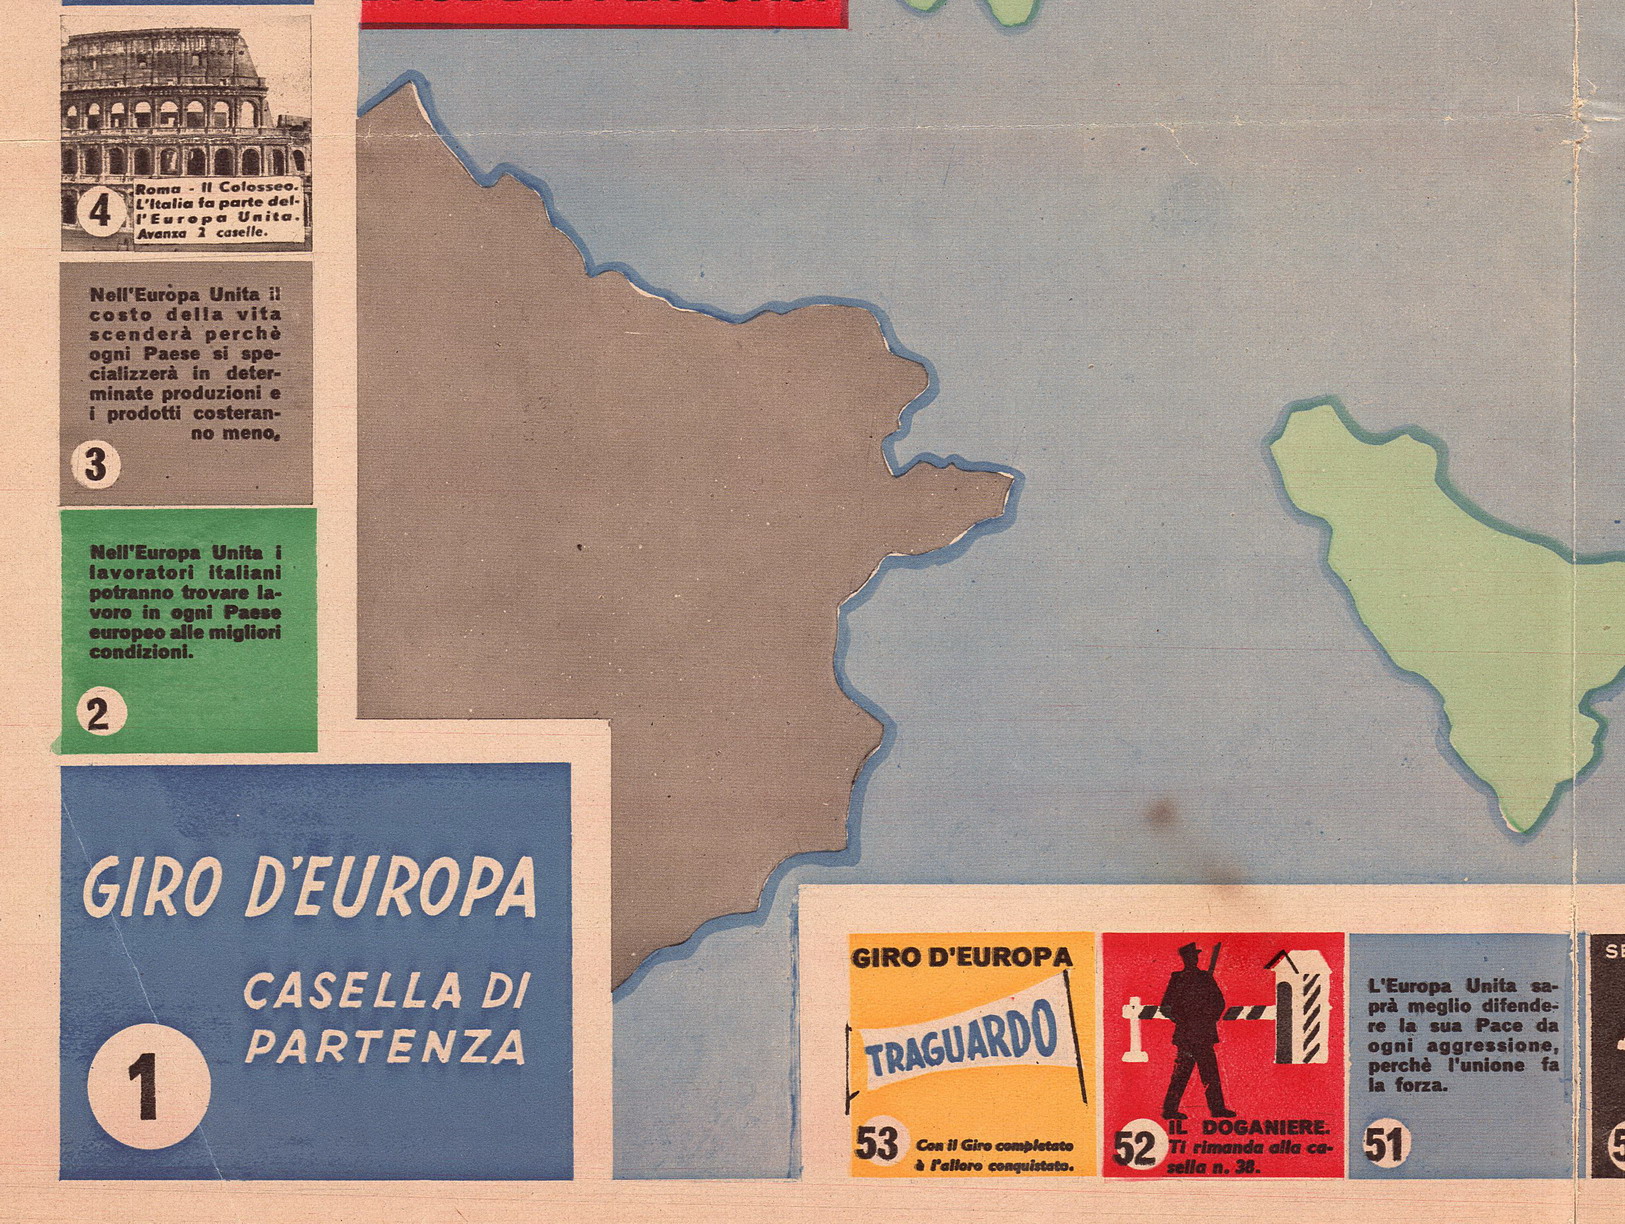 Roma - Il Colosseo.
L'Italia fa parte del-
l'Europa Unita.
Avanza 2 caselle.
4
Nell'Europa Unita il
costo della vita
scenderà perchè
ogni Paese si spe-
cializzerà in deter-
minate produzioni e
i prodotti costeran-
no meno.
3
Nell'Europa Unita i
lavoratori italiani
potranno trovare la-
voro in ogni Paese
europeo alle migliori
condizioni.
2
GIRO D'EUROPA
CASELLA DI
PARTENZA
1
GIRO D'EUROPA
TRAGUARDO
53
Con il Giro completato
è l'alloro conquistato.
52
IL DOGANIERE.
Ti rimanda alla ca-
sella n. 38.
L'Europa Unita sa-
prà meglio difende-
re la sua Pace da
ogni aggressione,
perchè l'unione fa
la forza.
51